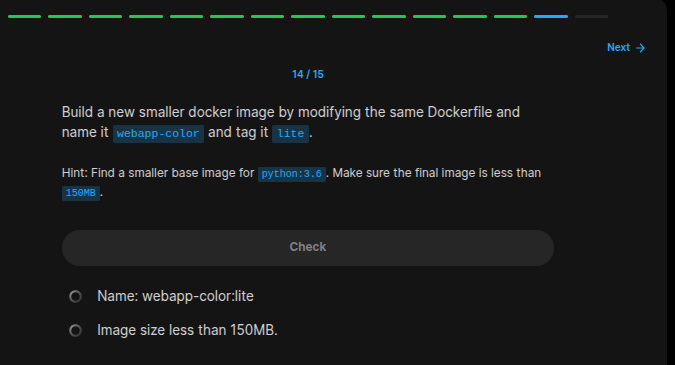 Next →
14 / 15
Build a new smaller docker image by modifying the same Dockerfile and
name it webapp-color and tag it lite.
Hint: Find a smaller base image for python:3.6. Make sure the final image is less than
150MB.
Check
Name: webapp-color:lite
Image size less than 150MB.